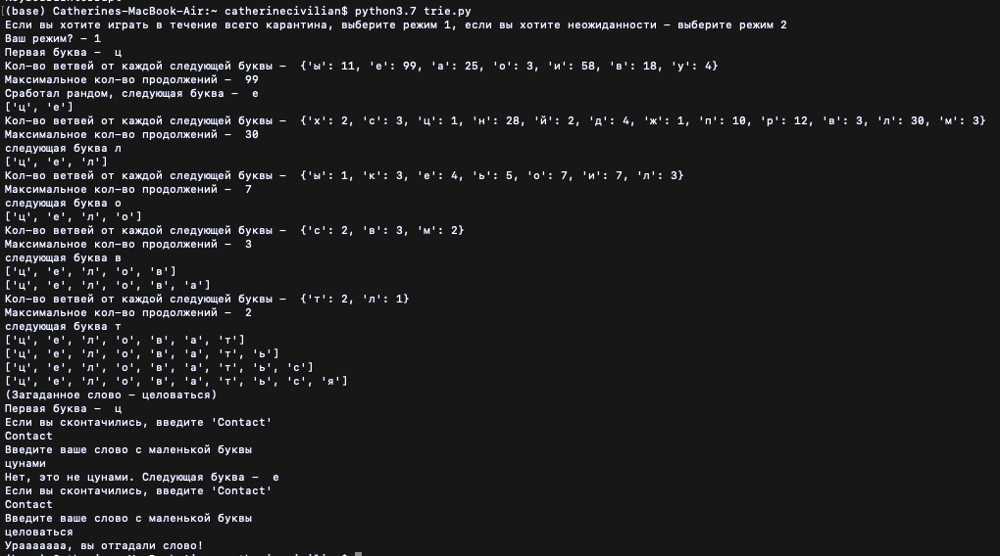 (base) Catherines-MacBook-Air:~ catherinecivilian$ python3.7 trie.py
Если вы хотите играть в течение всего карантина, выберите режим 1, если вы хотите неожиданности – выберите режим 2
Ваш режим? – 1
Первая буква –  ц
Кол-во ветвей от каждой следующей буквы –  {'ы': 11, 'е': 99, 'а': 25, 'о': 3, 'и': 58, 'в': 18, 'у': 4}
Максимальное кол-во продолжений –  99
Сработал рандом, следующая буква –  е
['ц', 'е']
Кол-во ветвей от каждой следующей буквы –  {'х': 2, 'с': 3, 'ц': 1, 'н': 28, 'й': 2, 'д': 4, 'ж': 1, 'п': 10, 'р': 12, 'в': 3, 'л': 30, 'м': 3}
Максимальное кол-во продолжений –  30
следующая буква л
['ц', 'е', 'л']
Кол-во ветвей от каждой следующей буквы –  {'ы': 1, 'к': 3, 'е': 4, 'ь': 5, 'о': 7, 'и': 7, 'л': 3}
Максимальное кол-во продолжений –  7
следующая буква о
['ц', 'е', 'л', 'о']
Кол-во ветвей от каждой следующей буквы –  {'с': 2, 'в': 3, 'м': 2}
Максимальное кол-во продолжений –  3
следующая буква в
['ц', 'е', 'л', 'о', 'в']
['ц', 'е', 'л', 'о', 'в', 'а']
Кол-во ветвей от каждой следующей буквы –  {'т': 2, 'л': 1}
Максимальное кол-во продолжений –  2
следующая буква т
['ц', 'е', 'л', 'о', 'в', 'а', 'т']
['ц', 'е', 'л', 'о', 'в', 'а', 'т', 'ь']
['ц', 'е', 'л', 'о', 'в', 'а', 'т', 'ь', 'с']
['ц', 'е', 'л', 'о', 'в', 'а', 'т', 'ь', 'с', 'я']
(Загаданное слово – целоваться)
Первая буква –  ц
Если вы сконтачились, введите 'Contact'
Contact
Введите ваше слово с маленькой буквы
цунами
Нет, это не цунами. Следующая буква –  е
Если вы сконтачились, введите 'Contact'
Contact
Введите ваше слово с маленькой буквы
целоваться
Урааааааа, вы отгадали слово!